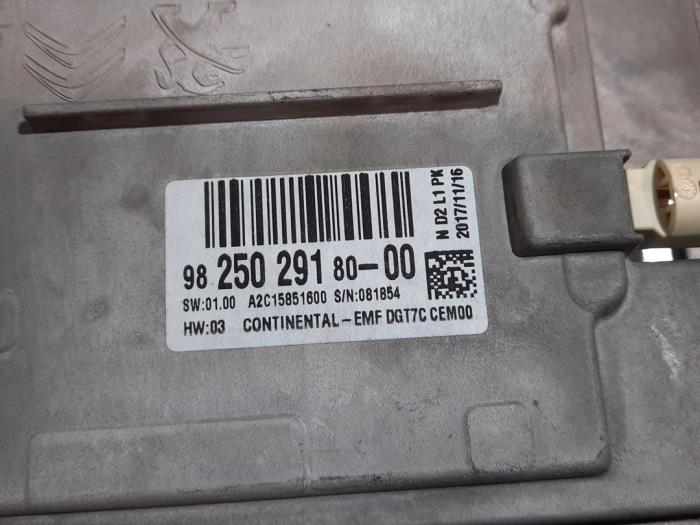 98 250 291 80-00
SW:01.00 A2C15851600 S/N:081854
HW:03 CONTINENTAL-EMF DGT7C CEM00
N D2 L1 PK
2017/11/16